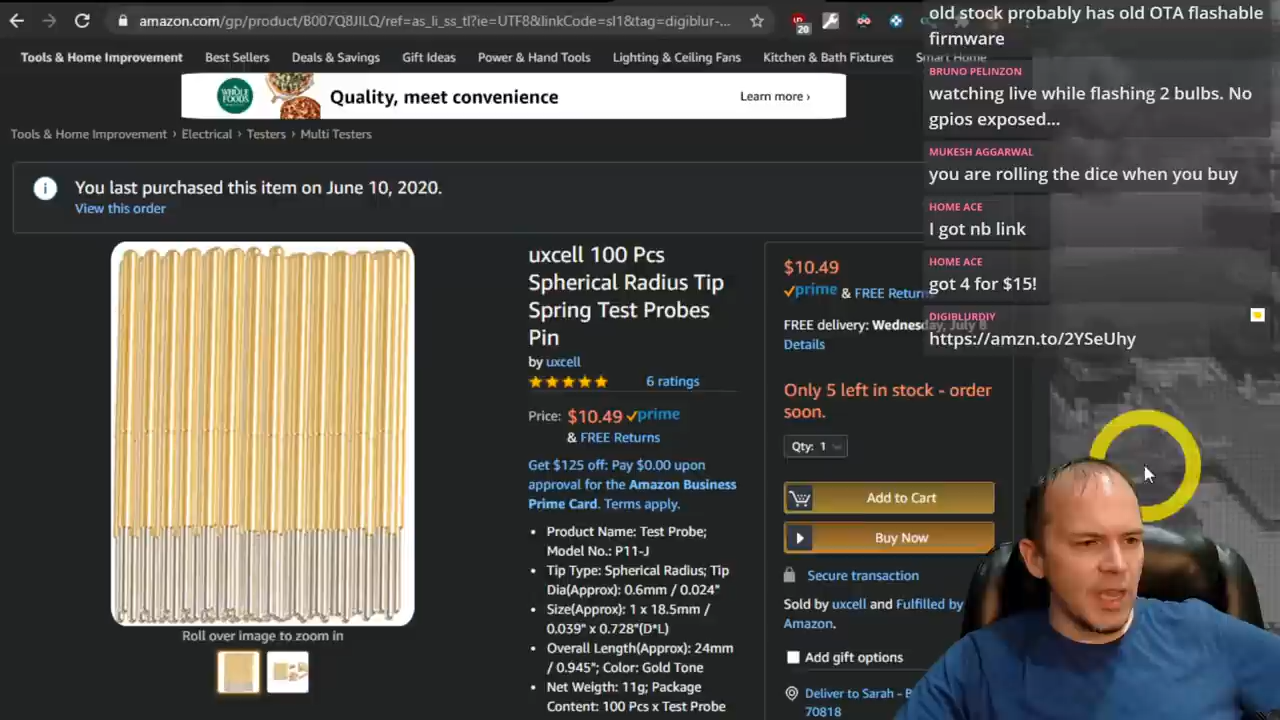 amazon.com/gp/product/B007Q8JILQ/ref=as_li_ss_tl?ie=UTF8&linkCode=sl1&tag=digiblur-...
20
Tools & Home Improvement
Best Sellers
Deals & Savings
Gift Ideas
Power & Hand Tools
Lighting & Ceiling Fans
Kitchen & Bath Fixtures
Smart Home
WHOLE FOODS
Quality, meet convenience
Learn more ›
Tools & Home Improvement › Electrical › Testers › Multi Testers
You last purchased this item on June 10, 2020.
View this order
Roll over image to zoom in
uxcell 100 Pcs
Spherical Radius Tip
Spring Test Probes
Pin
by uxcell
6 ratings
Price: $10.49 prime
& FREE Returns
Get $125 off: Pay $0.00 upon
approval for the Amazon Business
Prime Card. Terms apply.
• Product Name: Test Probe;
Model No.: P11-J
• Tip Type: Spherical Radius; Tip
Dia(Approx): 0.6mm / 0.024"
• Size(Approx): 1 x 18.5mm /
0.039" x 0.728"(D*L)
• Overall Length(Approx): 24mm
/ 0.945"; Color: Gold Tone
• Net Weigth: 11g; Package
Content: 100 Pcs x Test Probe
$10.49
prime & FREE Return
FREE delivery: Wednesday, July 8
Details
Only 5 left in stock - order
soon.
Qty: 1
Add to Cart
Buy Now
Secure transaction
Sold by uxcell and Fulfilled by
Amazon.
Add gift options
Deliver to Sarah - B
70818
old stock probably has old OTA flashable
firmware
BRUNO PELINZON
watching live while flashing 2 bulbs. No
gpios exposed...
MUKESH AGGARWAL
you are rolling the dice when you buy
HOME ACE
I got nb link
HOME ACE
got 4 for $15!
DIGIBLURDIY
https://amzn.to/2YSeUhy